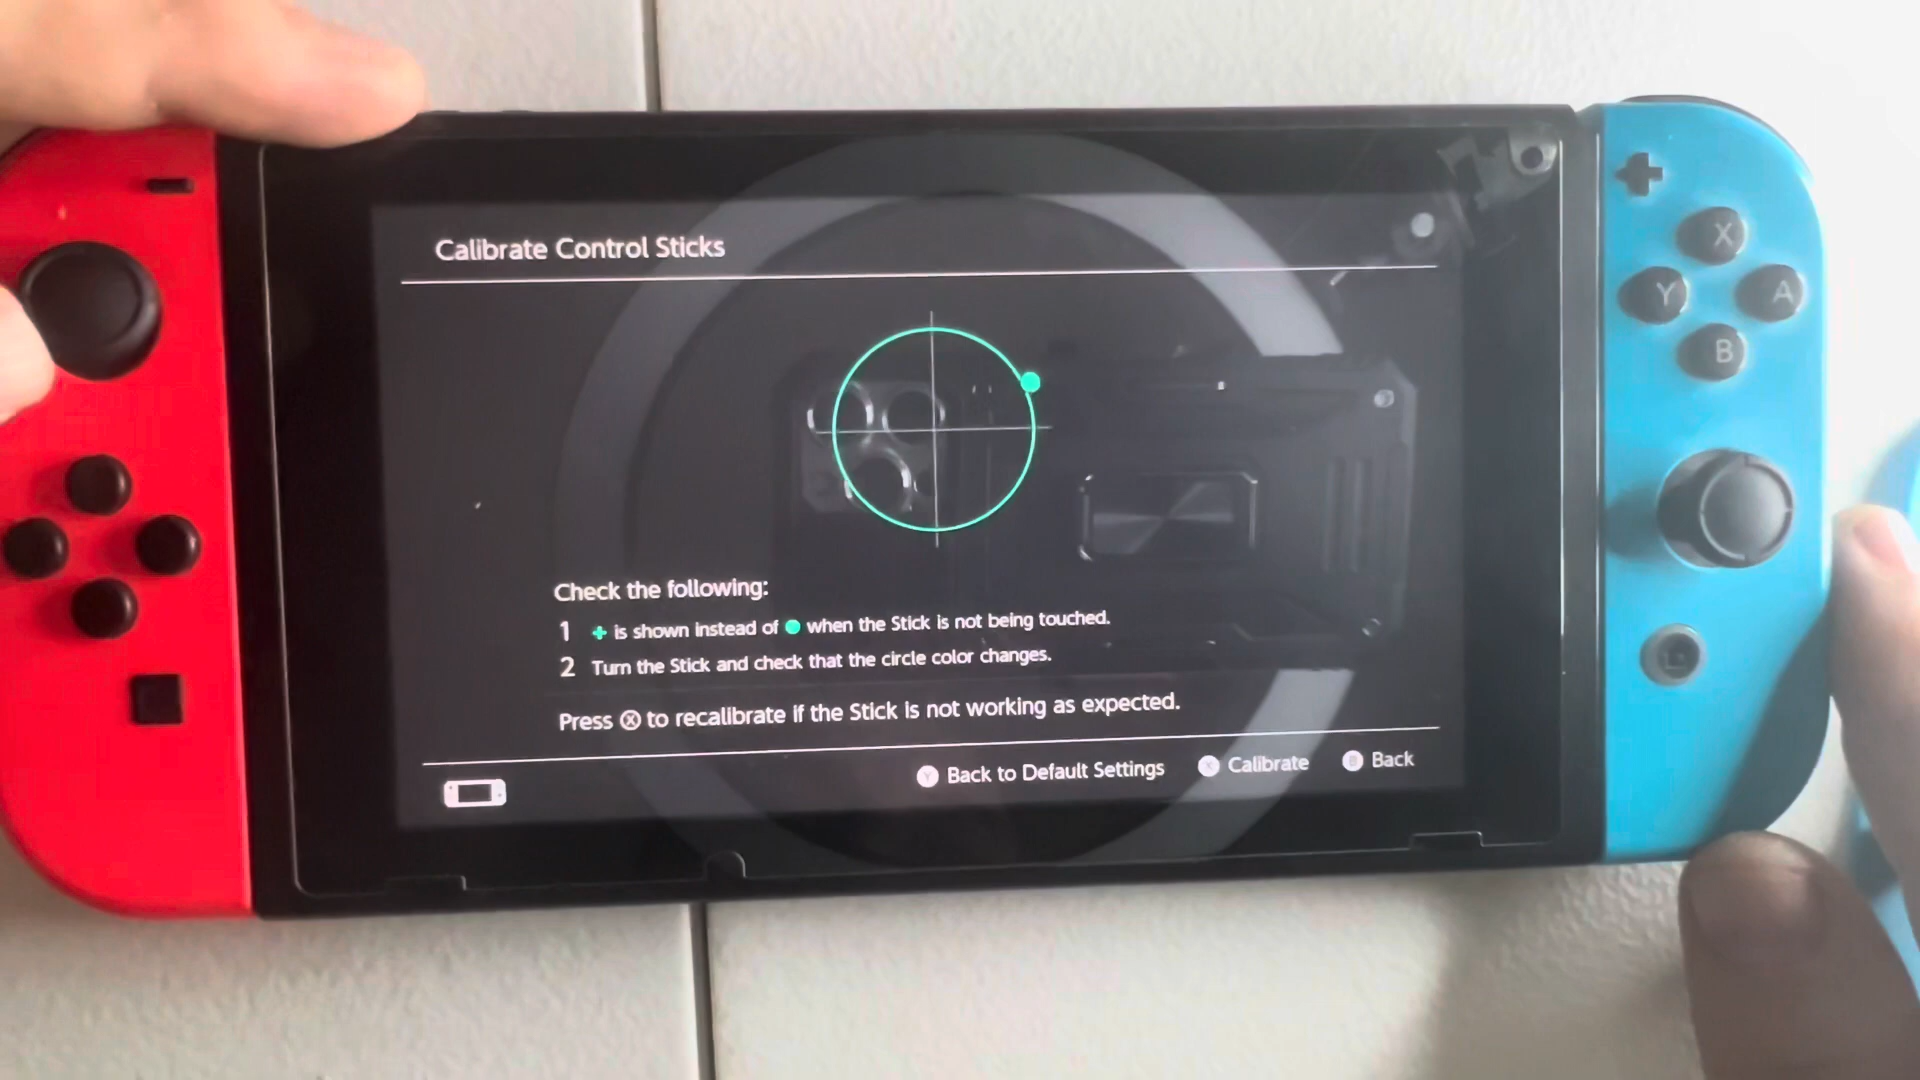 Calibrate Control Sticks
X
Y
A
B
Check the following:
1 ✚ is shown instead of ● when the Stick is not being touched.
2 Turn the Stick and check that the circle color changes.
Press Ⓧ to recalibrate if the Stick is not working as expected.
Ⓨ Back to Default Settings Ⓧ Calibrate Ⓑ Back